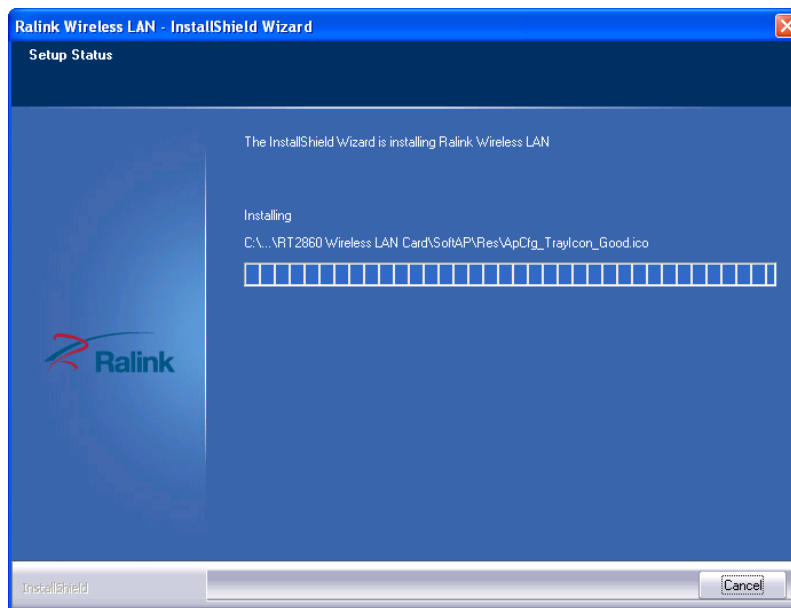 Ralink Wireless LAN - InstallShield Wizard
Setup Status
The InstallShield Wizard is installing Ralink Wireless LAN
Installing
C:\...\RT2860 Wireless LAN Card\SoftAP\Res\ApCfg_TrayIcon_Good.ico
Ralink
InstallShield
Cancel